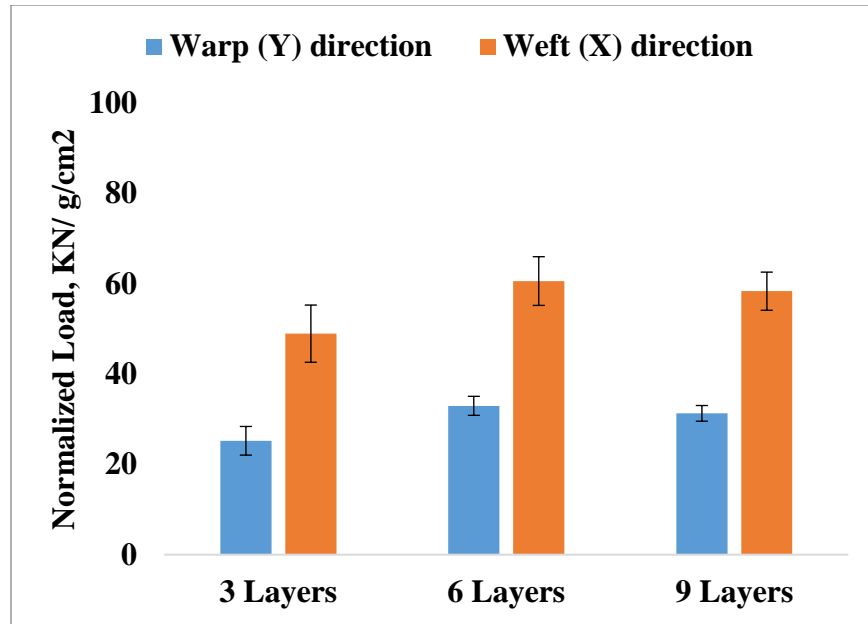 Warp (Y) direction
Weft (X) direction
Normalized Load, KN/ g/cm2
100
80
60
40
20
0
3 Layers
6 Layers
9 Layers